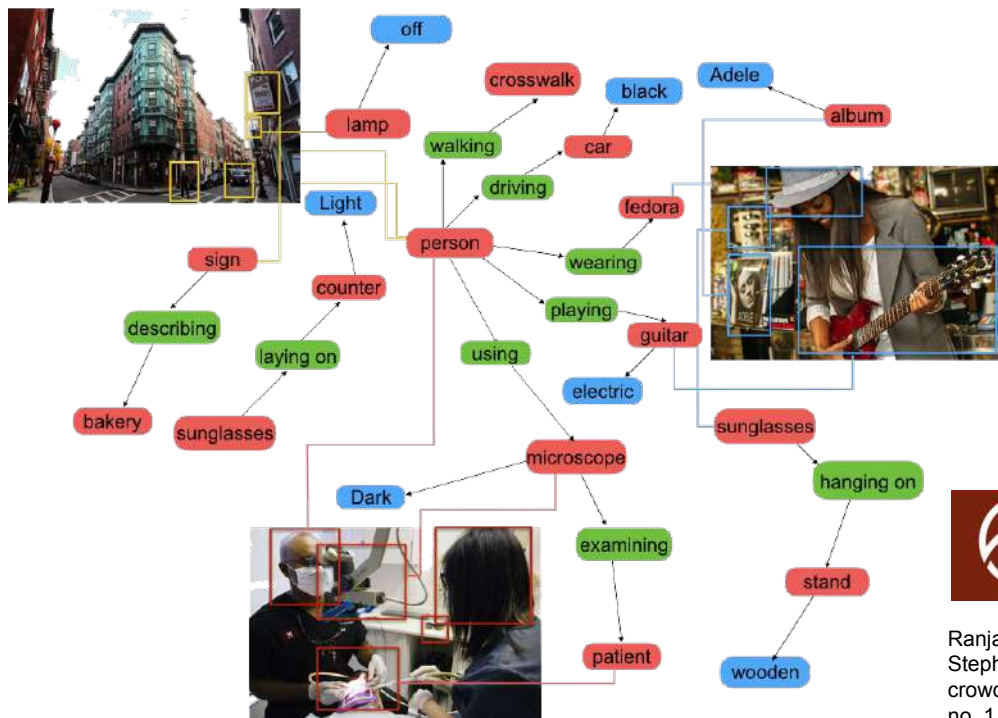 off
crosswalk
Adele
black
lamp
album
walking
car
driving
Light
fedora
person
sign
wearing
counter
playing
describing
guitar
using
laying on
electric
bakery
sunglasses
sunglasses
microscope
hanging on
Dark
examining
stand
Ranja
Steph
patient
crowd
wooden
no. 1